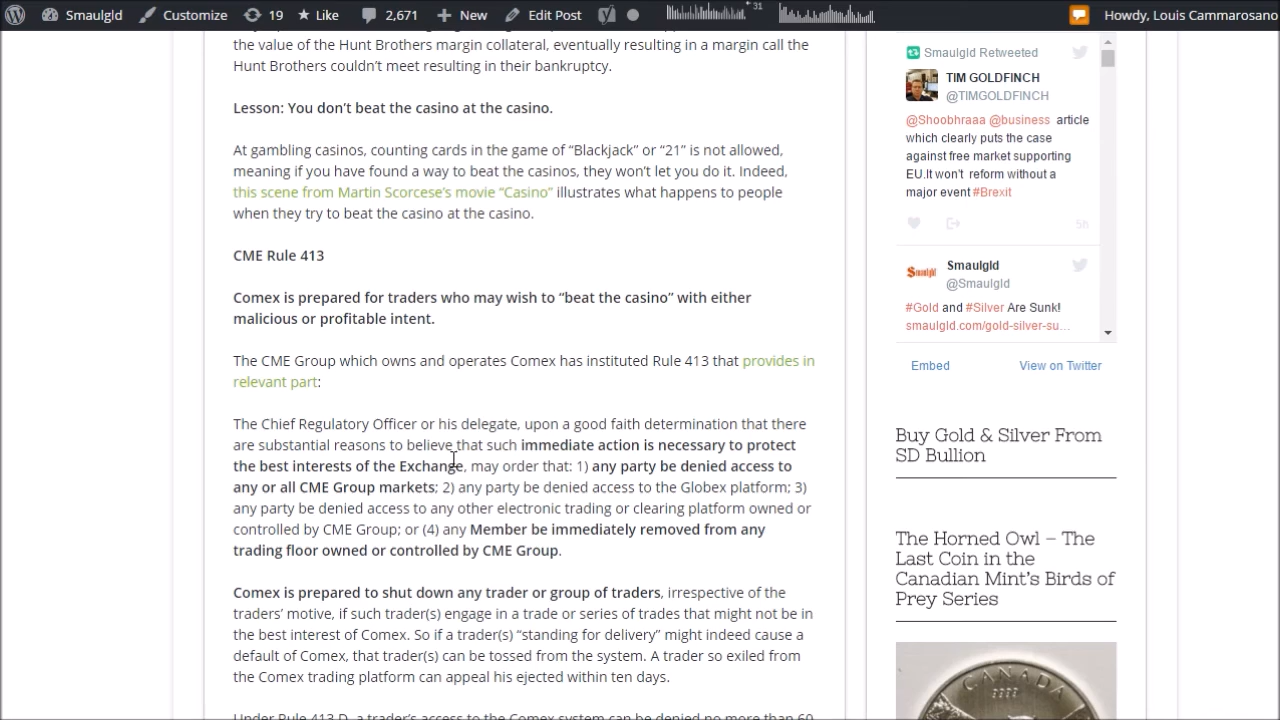 Smaulgld
Customize
19
Like
2,671
New
Edit Post
31
Howdy, Louis Cammarosano
the value of the Hunt Brothers margin collateral, eventually resulting in a margin call the
Hunt Brothers couldn't meet resulting in their bankruptcy.
Lesson: You don't beat the casino at the casino.
At gambling casinos, counting cards in the game of "Blackjack" or "21" is not allowed,
meaning if you have found a way to beat the casinos, they won't let you do it. Indeed,
this scene from Martin Scorcese's movie "Casino" illustrates what happens to people
when they try to beat the casino at the casino.
CME Rule 413
Comex is prepared for traders who may wish to "beat the casino" with either
malicious or profitable intent.
The CME Group which owns and operates Comex has instituted Rule 413 that provides in
relevant part:
The Chief Regulatory Officer or his delegate, upon a good faith determination that there
are substantial reasons to believe that such immediate action is necessary to protect
the best interests of the Exchange, may order that: 1) any party be denied access to
any or all CME Group markets; 2) any party be denied access to the Globex platform; 3)
any party be denied access to any other electronic trading or clearing platform owned or
controlled by CME Group; or (4) any Member be immediately removed from any
trading floor owned or controlled by CME Group.
Comex is prepared to shut down any trader or group of traders, irrespective of the
traders' motive, if such trader(s) engage in a trade or series of trades that might not be in
the best interest of Comex. So if a trader(s) "standing for delivery" might indeed cause a
default of Comex, that trader(s) can be tossed from the system. A trader so exiled from
the Comex trading platform can appeal his ejected within ten days.
Under Rule 413.D, a trader's access to the Comex system can be denied no more than 60
Smaulgld Retweeted
TIM GOLDFINCH
@TIMGOLDFINCH
@Shoobhraaa @business article
which clearly puts the case
against free market supporting
EU.It won't reform without a
major event #Brexit
5h
Smaulgld
Smaulgld
@Smaulgld
#Gold and #Silver Are Sunk!
smaulgld.com/gold-silver-su…
Embed
View on Twitter
Buy Gold & Silver From
SD Bullion
The Horned Owl – The
Last Coin in the
Canadian Mint's Birds of
Prey Series
CANADA
9999